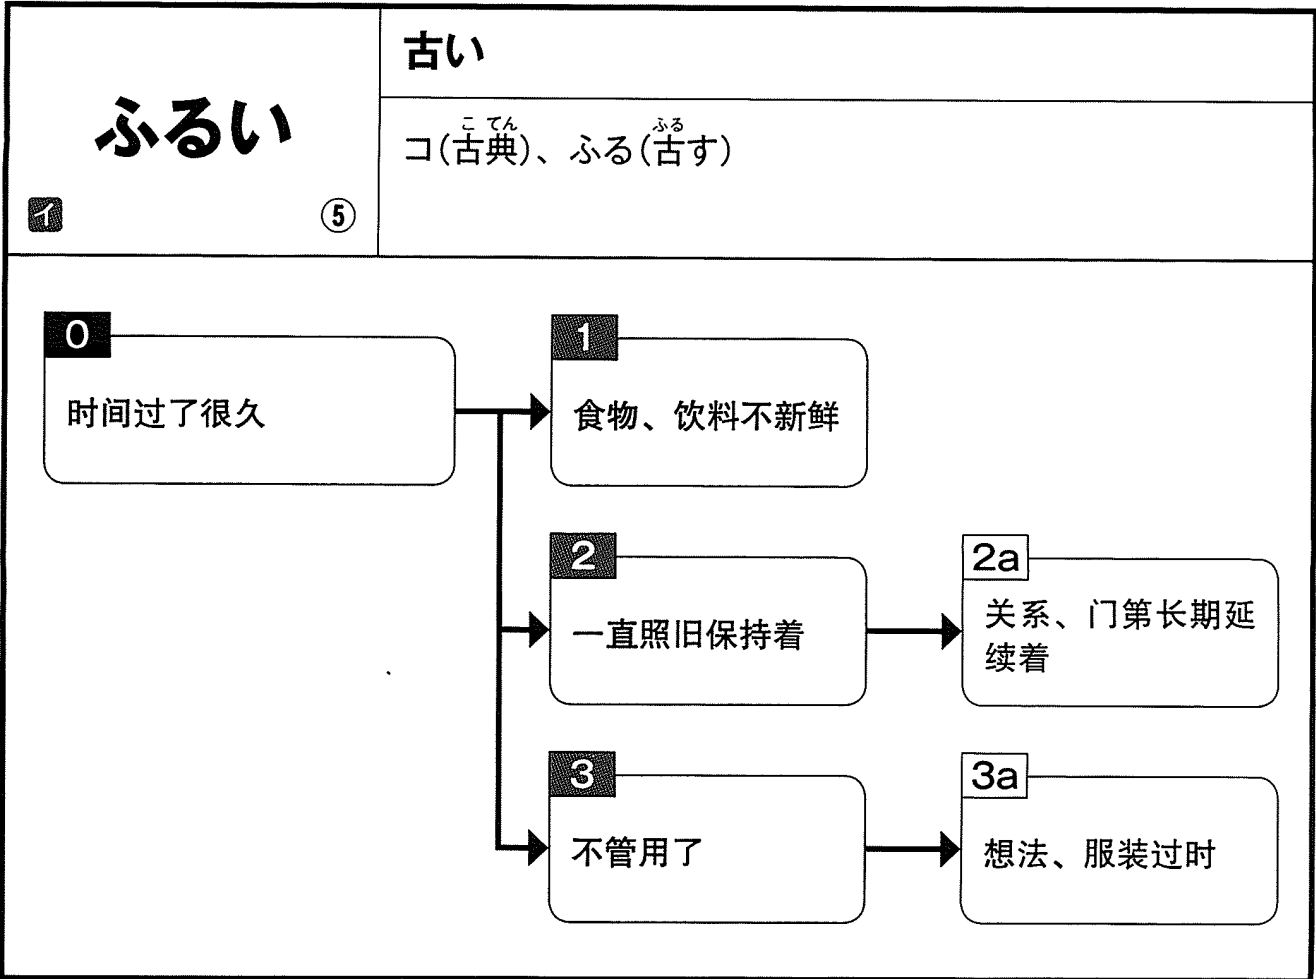 ふるい
イ
⑤
古い
こてん ふる
コ(古典)、ふる(古す)
0
时间过了很久
1
食物、饮料不新鲜
2
一直照旧保持着
2a
关系、门第长期延
续着
3
不管用了
3a
想法、服装过时